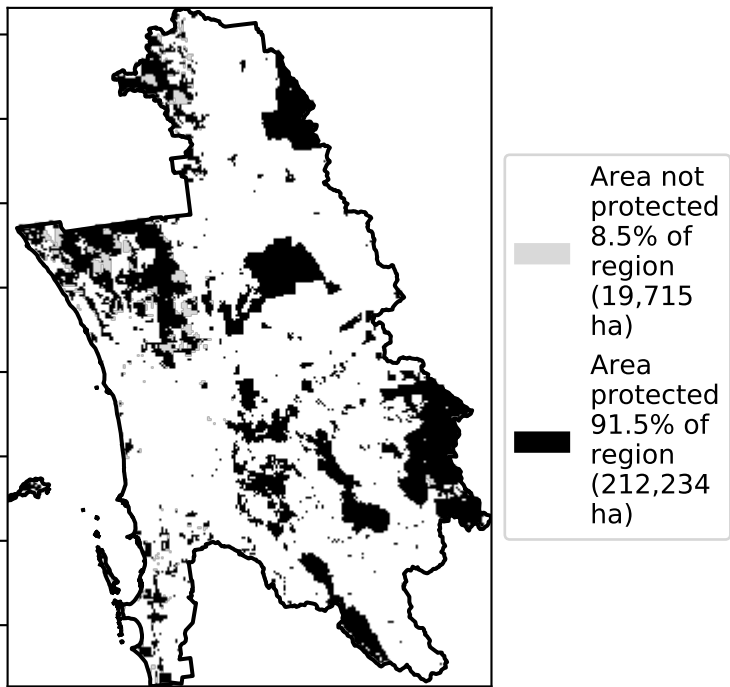 Area not
protected
8.5% of
region
(19,715
ha)
Area
protected
91.5% of
region
(212,234
ha)